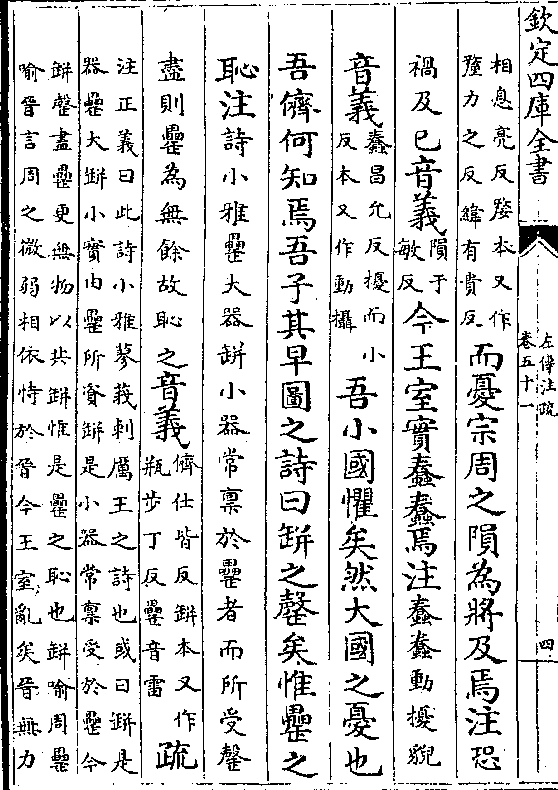 欽定四庫全書
左傳注疏
卷五十一
四
相息亮反嫠本又作
釐力之反緯有貴反
而憂宗周之隕為將及焉注恐
禍及已音義
隕于
敏反
今王室實蠢蠢焉注蠢蠢動擾貌
音義
蠢昌允反擾而小
反本又作動攝
吾小國懼矣然大國之憂也
吾儕何知焉吾子其早圖之詩曰缾之罄矣惟罍之
恥注詩小雅罍大器缾小器常稟於罍者而所受罄
盡則罍為無餘故恥之音義
儕仕皆反缾本又作
瓶步丁反罍音雷
疏
注正義曰此詩小雅蓼莪刺厲王之詩也或曰缾是
器罍大缾小實由罍所資缾是小器常稟受於罍今
缾罄盡罍更無物以共缾惟是罍之恥也缾喻周罍
喻晉言周之微弱相依恃於晉今王室亂矣晉無力